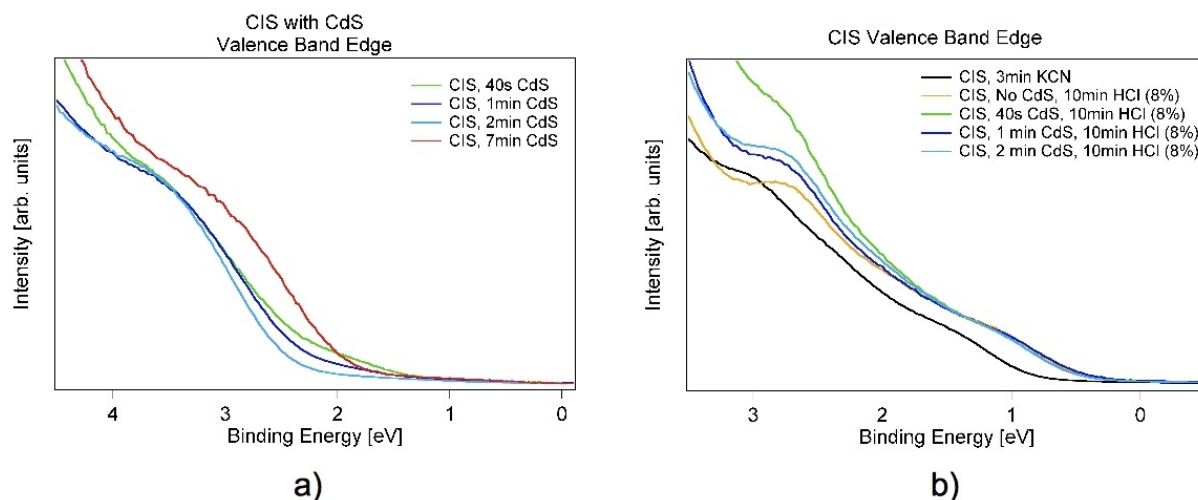 CIS with CdS
Valence Band Edge
CIS, 40s CdS
CIS, 1min CdS
CIS, 2min CdS
CIS, 7min CdS
Intensity [arb. units]
4 3 2 1 0
Binding Energy [eV]
a)
CIS Valence Band Edge
CIS, 3min KCN
CIS, No CdS, 10min HCl (8%)
CIS, 40s CdS, 10min HCl (8%)
CIS, 1 min CdS, 10min HCl (8%)
CIS, 2 min CdS, 10min HCl (8%)
Intensity [arb. units]
3 2 1 0
Binding Energy [eV]
b)